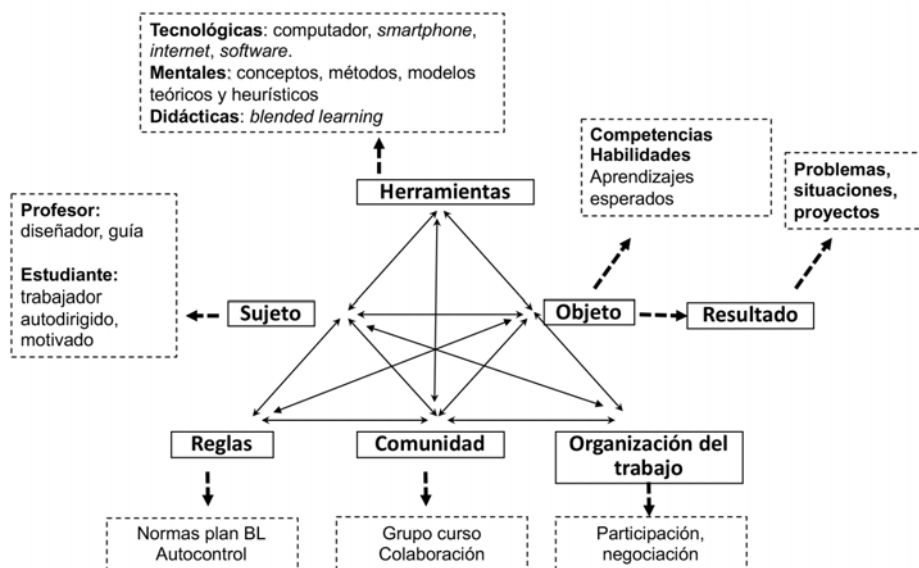 Tecnológicas: computador, smartphone,
internet, software.
Mentales: conceptos, métodos, modelos
teóricos y heurísticos
Didácticas: blended learning
Herramientas
Competencias
Habilidades
Aprendizajes
esperados
Problemas,
situaciones,
proyectos
Profesor:
diseñador, guía
Estudiante:
trabajador
autodirigido,
motivado
Sujeto
Objeto
Resultado
Reglas
Comunidad
Organización del
trabajo
Normas plan BL
Autocontrol
Grupo curso
Colaboración
Participación,
negociación